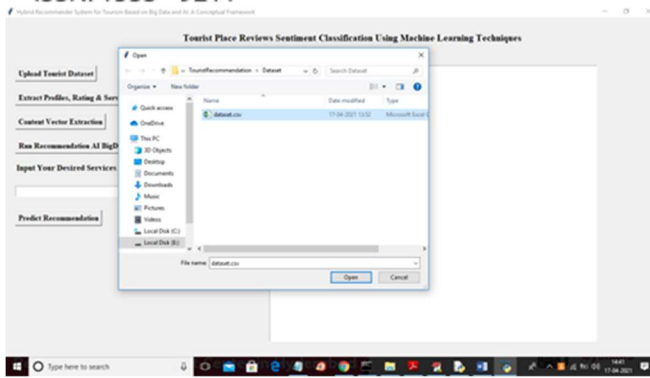 Hybrid Recommender System for Tourism Based on Big Data and AI: A Conceptual Framework
Tourist Place Reviews Sentiment Classification Using Machine Learning Techniques
Open
TouristRecommendation > Dataset
Search Dataset
Organize
New folder
Upload Tourist Dataset
Extract Profiles, Rating & Serv
Content Vector Extraction
Run Recommendation AI BigD
Input Your Desired Services
Predict Recommendation
Quick access
OneDrive
This PC
3D Objects
Desktop
Documents
Downloads
Music
Pictures
Videos
Local Disk (C:)
Local Disk (E:)
Name
Date modified
Type
dataset.csv
17-04-2021 13:52
Microsoft Excel
File name:
dataset.csv
Open
Cancel
Type here to search
14:41
17-04-2021